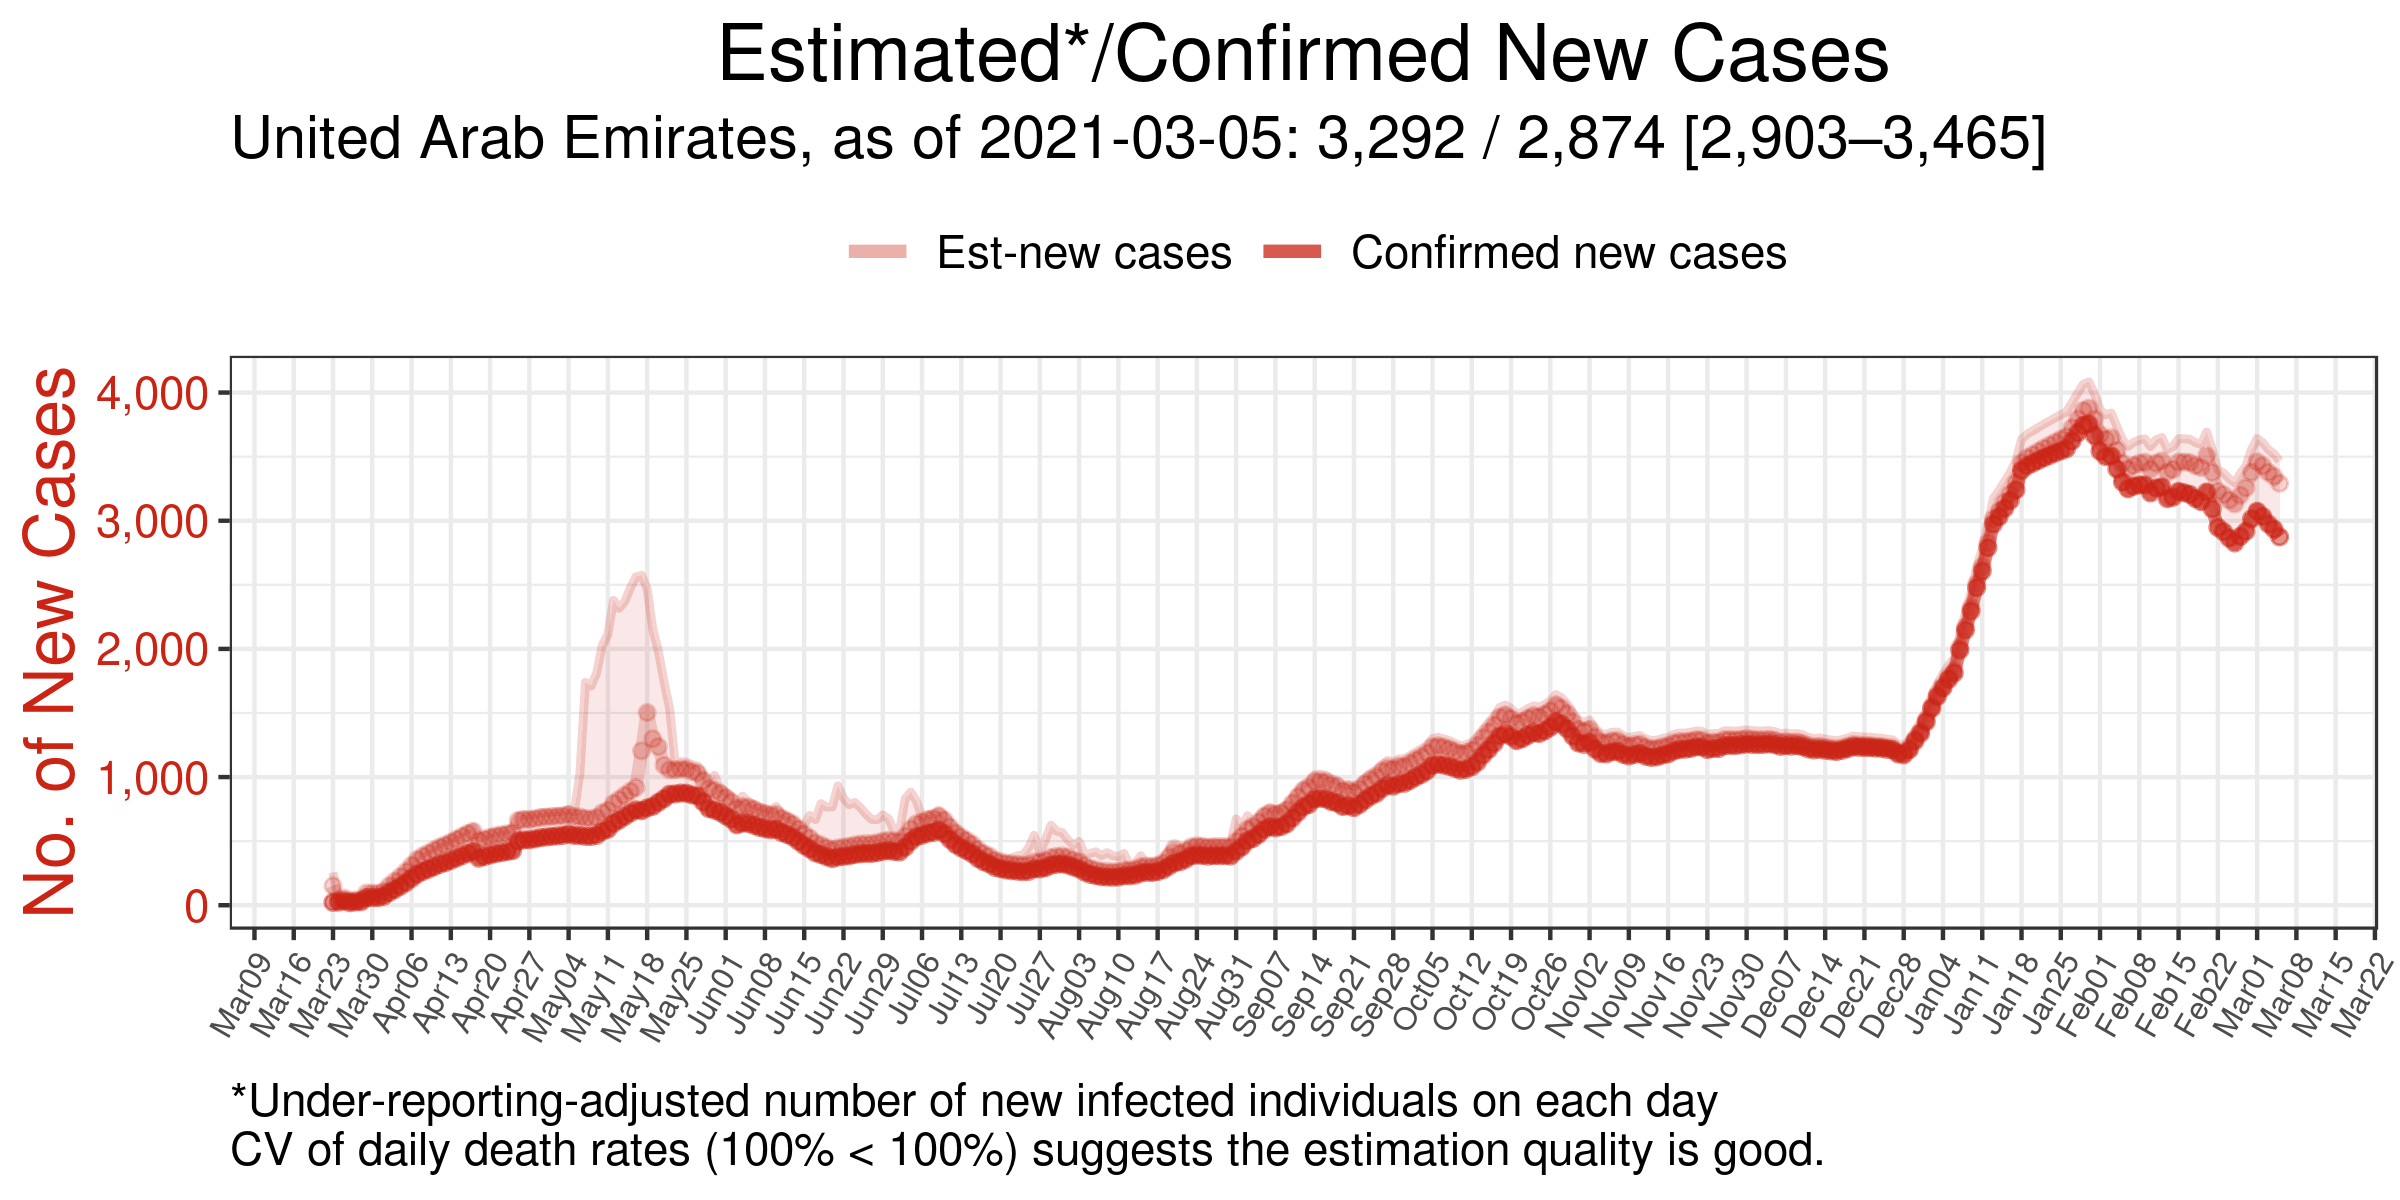 Estimated*/Confirmed New Cases
United Arab Emirates, as of 2021-03-05: 3,292 / 2,874 [2,903–3,465]
Est-new cases Confirmed new cases
No. of New Cases
4,000
3,000
2,000
1,000
0
Mar09 Mar16 Mar23 Mar30 Apr06 Apr13 Apr20 Apr27 May04 May11 May18 May25 Jun01 Jun08 Jun15 Jun22 Jun29 Jul06 Jul13 Jul20 Jul27 Aug03 Aug10 Aug17 Aug24 Aug31 Sep07 Sep14 Sep21 Sep28 Oct05 Oct12 Oct19 Oct26 Nov02 Nov09 Nov16 Nov23 Nov30 Dec07 Dec14 Dec21 Dec28 Jan04 Jan11 Jan18 Jan25 Feb01 Feb08 Feb15 Feb22 Mar01 Mar08 Mar15 Mar22
*Under-reporting-adjusted number of new infected individuals on each day
CV of daily death rates (100% < 100%) suggests the estimation quality is good.